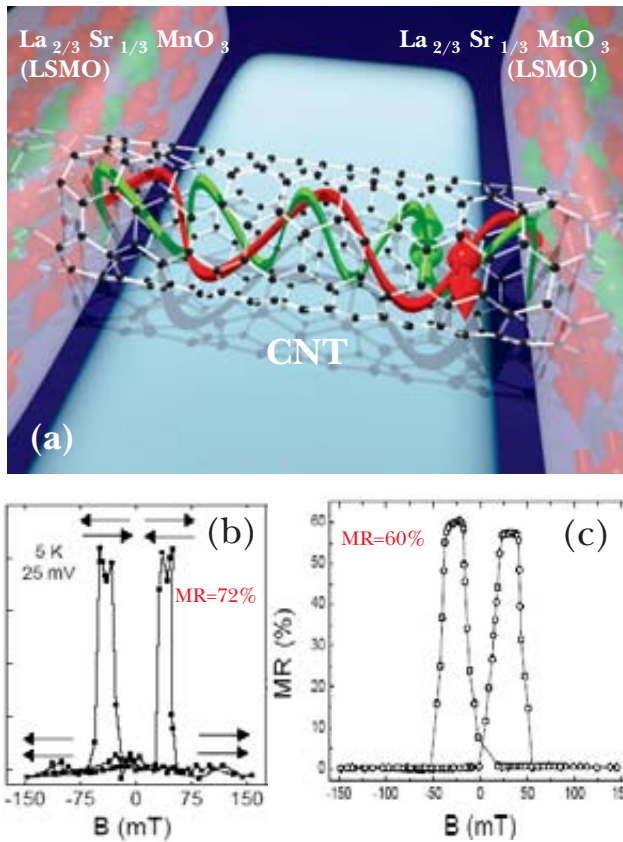 La 2/3 Sr 1/3 MnO 3
(LSMO)
La 2/3 Sr 1/3 MnO 3
(LSMO)
CNT
(a)
(b)
5 K
25 mV
MR=72%
-150
-75
0
75
150
B (mT)
(c)
MR=60%
MR (%)
60
50
40
30
20
10
0
-150
-100
-50
0
50
100
150
B (mT)